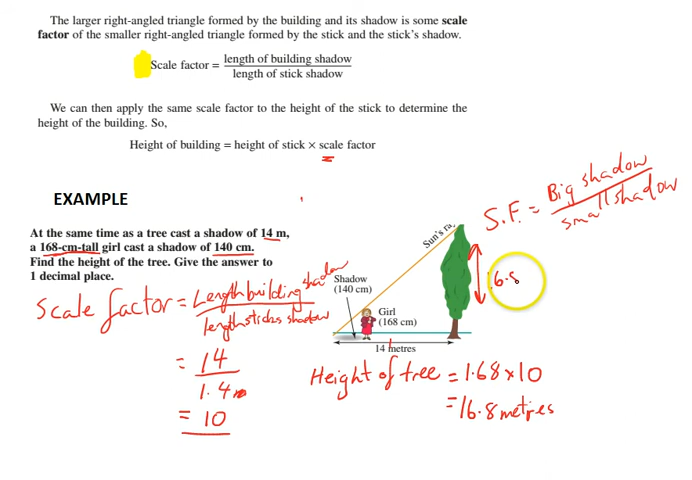 The larger right-angled triangle formed by the building and its shadow is some scale
factor of the smaller right-angled triangle formed by the stick and the stick's shadow.
Scale factor = length of building shadow
length of stick shadow
We can then apply the same scale factor to the height of the stick to determine the
height of the building. So,
Height of building = height of stick × scale factor
EXAMPLE
At the same time as a tree cast a shadow of 14 m,
a 168-cm-tall girl cast a shadow of 140 cm.
Find the height of the tree. Give the answer to
1 decimal place.
S.F. = Big shadow
small shadow
Sun's
16.8
Shadow
(140 cm)
Girl
(168 cm)
14 metres
Scale factor = Length building shadow
length sticks shadow
= 14
1.4m
= 10
Height of tree = 1.68 × 10
= 16.8 metres